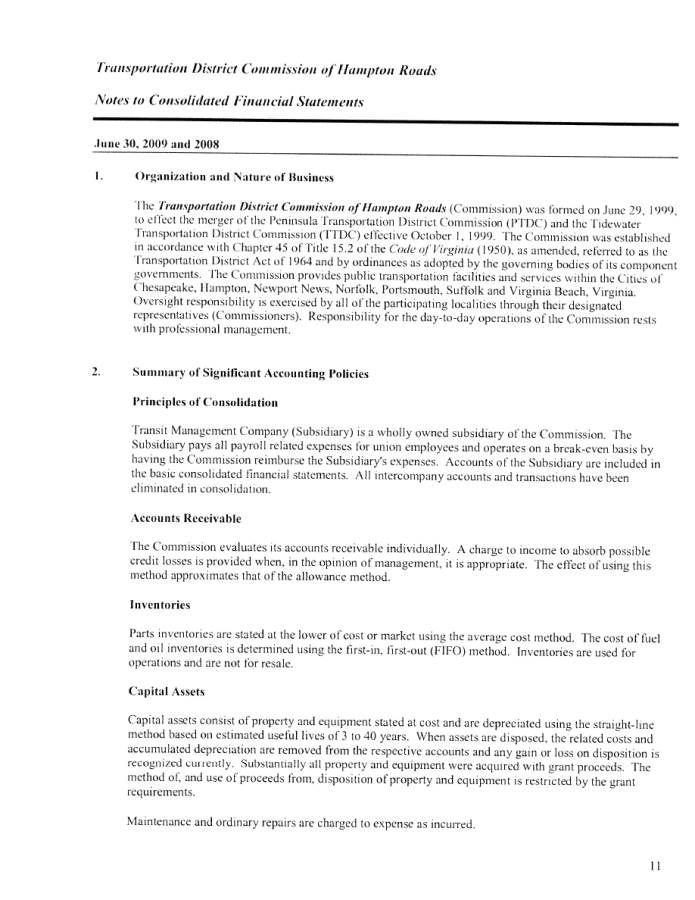 Transportation District Commission of Hampton Roads
Notes to Consolidated Financial Statements
June 30, 2009 and 2008
1. Organization and Nature of Business
The Transportation District Commission of Hampton Roads (Commission) was formed on June 29, 1999,
to effect the merger of the Peninsula Transportation District Commission (PTDC) and the Tidewater
Transportation District Commission (TTDC) effective October 1, 1999. The Commission was established
in accordance with Chapter 45 of Title 15.2 of the Code of Virginia (1950), as amended, referred to as the
Transportation District Act of 1964 and by ordinances as adopted by the governing bodies of its component
governments. The Commission provides public transportation facilities and services within the Cities of
Chesapeake, Hampton, Newport News, Norfolk, Portsmouth, Suffolk and Virginia Beach, Virginia.
Oversight responsibility is exercised by all of the participating localities through their designated
representatives (Commissioners). Responsibility for the day-to-day operations of the Commission rests
with professional management.
2. Summary of Significant Accounting Policies
Principles of Consolidation
Transit Management Company (Subsidiary) is a wholly owned subsidiary of the Commission. The
Subsidiary pays all payroll related expenses for union employees and operates on a break-even basis by
having the Commission reimburse the Subsidiary's expenses. Accounts of the Subsidiary are included in
the basic consolidated financial statements. All intercompany accounts and transactions have been
eliminated in consolidation.
Accounts Receivable
The Commission evaluates its accounts receivable individually. A charge to income to absorb possible
credit losses is provided when, in the opinion of management, it is appropriate. The effect of using this
method approximates that of the allowance method.
Inventories
Parts inventories are stated at the lower of cost or market using the average cost method. The cost of fuel
and oil inventories is determined using the first-in, first-out (FIFO) method. Inventories are used for
operations and are not for resale.
Capital Assets
Capital assets consist of property and equipment stated at cost and are depreciated using the straight-line
method based on estimated useful lives of 3 to 40 years. When assets are disposed, the related costs and
accumulated depreciation are removed from the respective accounts and any gain or loss on disposition is
recognized currently. Substantially all property and equipment were acquired with grant proceeds. The
method of, and use of proceeds from, disposition of property and equipment is restricted by the grant
requirements.
Maintenance and ordinary repairs are charged to expense as incurred.
11